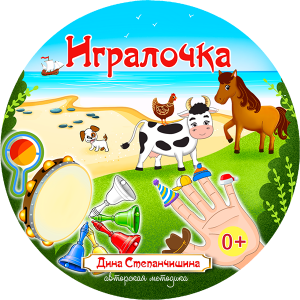 Игралочка
0+
Дина Степанчишина
авторская методика